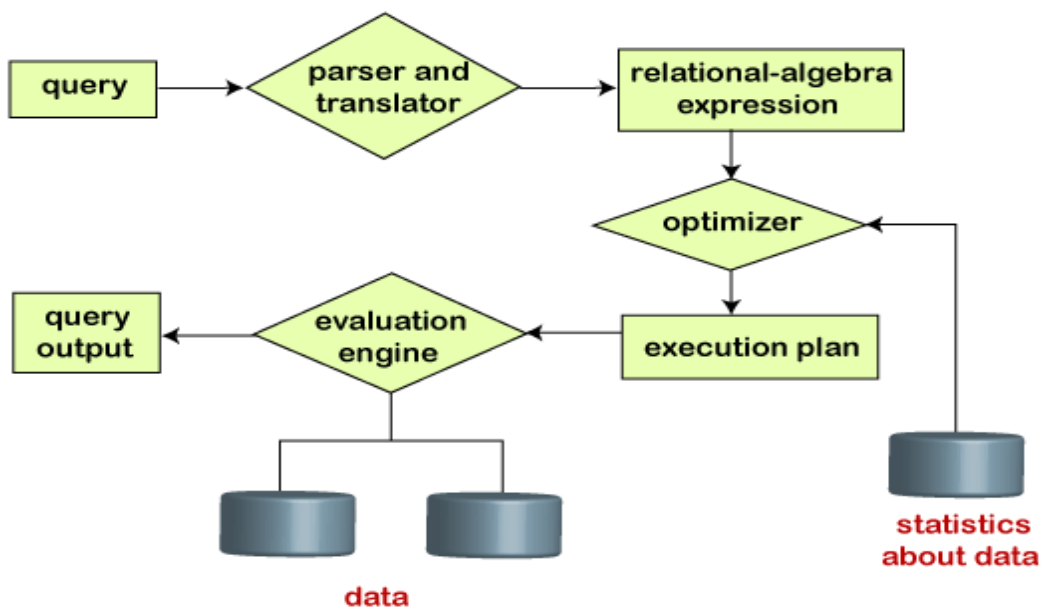 query
parser and
translator
relational-algebra
expression
optimizer
query
output
evaluation
engine
execution plan
statistics
about data
data